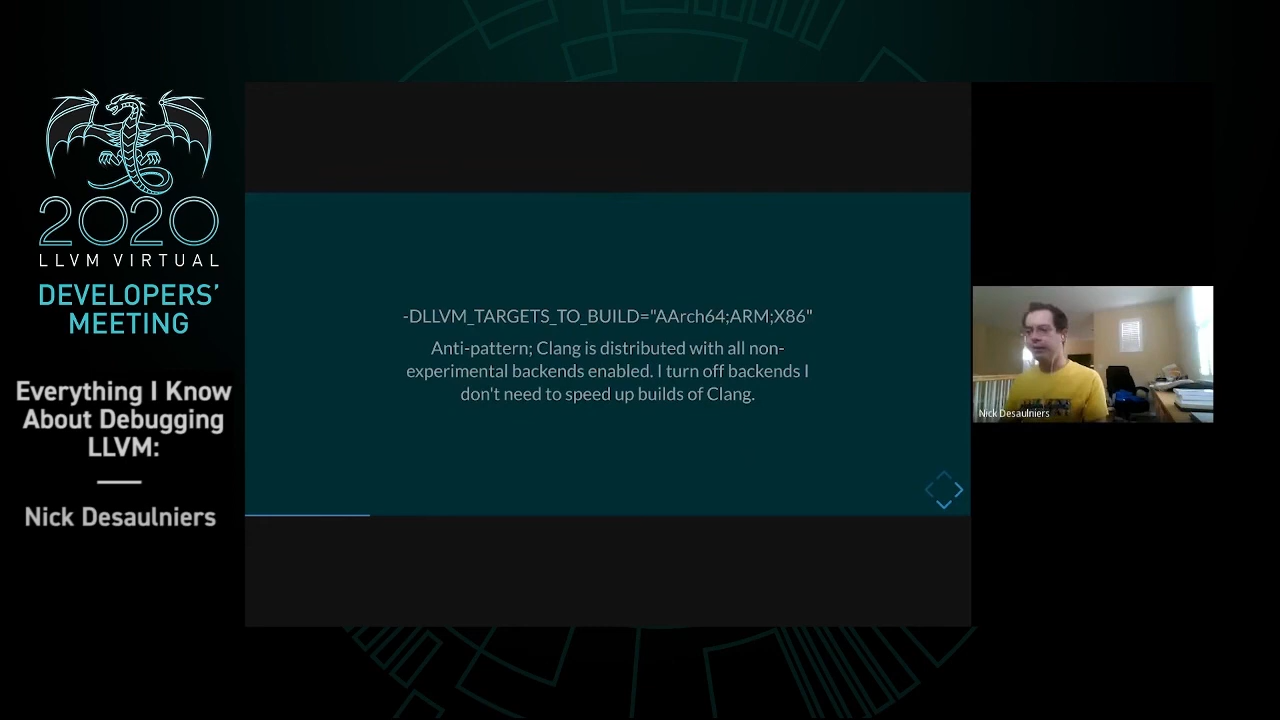 2020
LLVM VIRTUAL
DEVELOPERS’
MEETING
Everything I Know
About Debugging
LLVM:
Nick Desaulniers
-DLLVM_TARGETS_TO_BUILD="AArch64;ARM;X86"
Anti-pattern; Clang is distributed with all non-
experimental backends enabled. I turn off backends I
don't need to speed up builds of Clang.
Nick Desaulniers